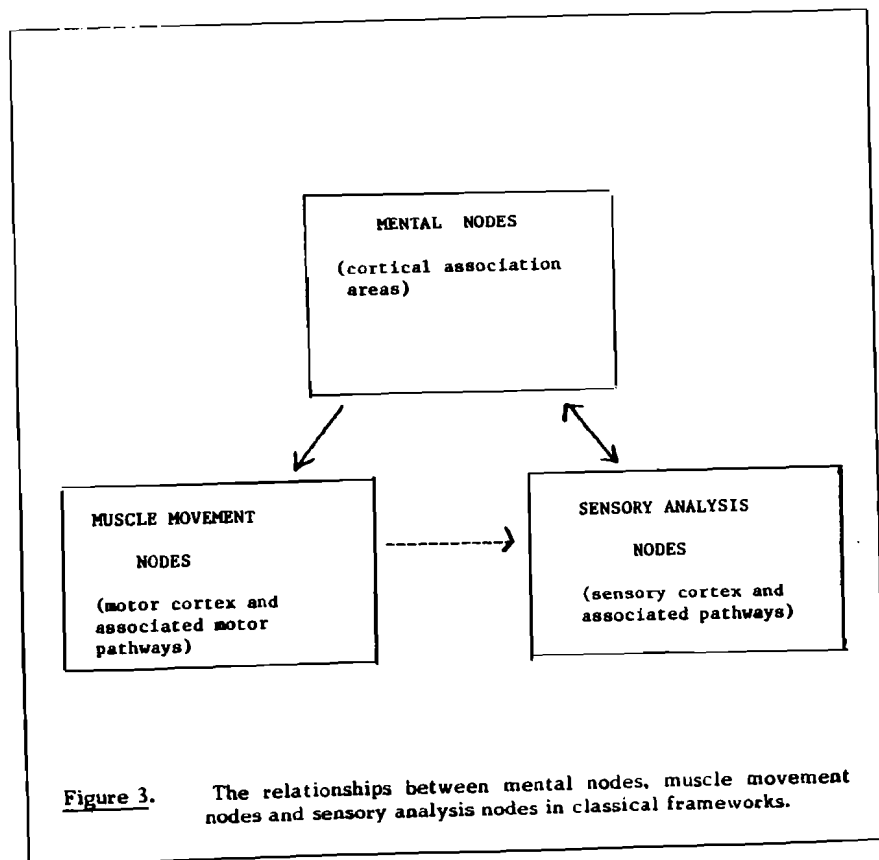 MENTAL NODES
(cortical association
areas)
MUSCLE MOVEMENT
NODES
(motor cortex and
associated motor
pathways)
SENSORY ANALYSIS
NODES
(sensory cortex and
associated pathways)
Figure 3. The relationships between mental nodes, muscle movement
nodes and sensory analysis nodes in classical frameworks.